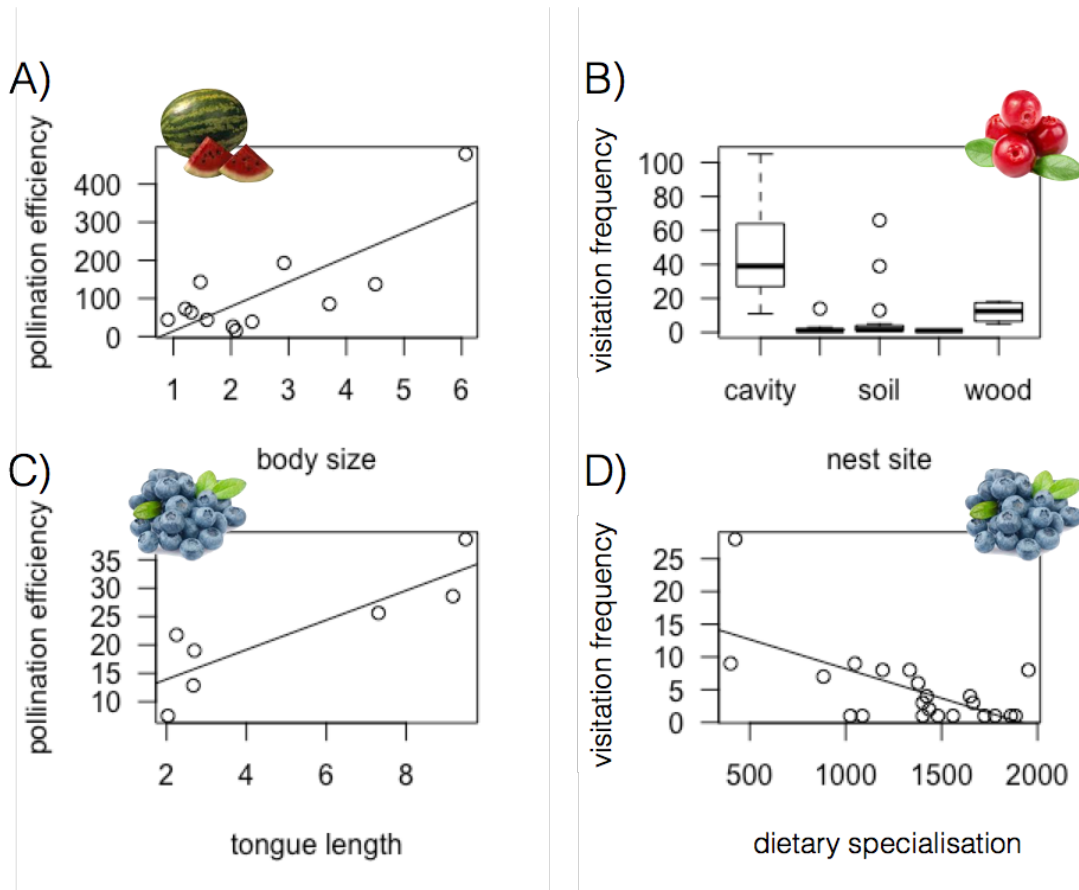 A)
pollination efficiency
400
300
200
100
0
1 2 3 4 5 6
body size
B)
visitation frequency
100
80
60
40
20
0
cavity soil wood
nest site
C)
pollination efficiency
35
30
25
20
15
10
2 4 6 8
tongue length
D)
visitation frequency
25
20
15
10
5
0
500 1000 1500 2000
dietary specialisation